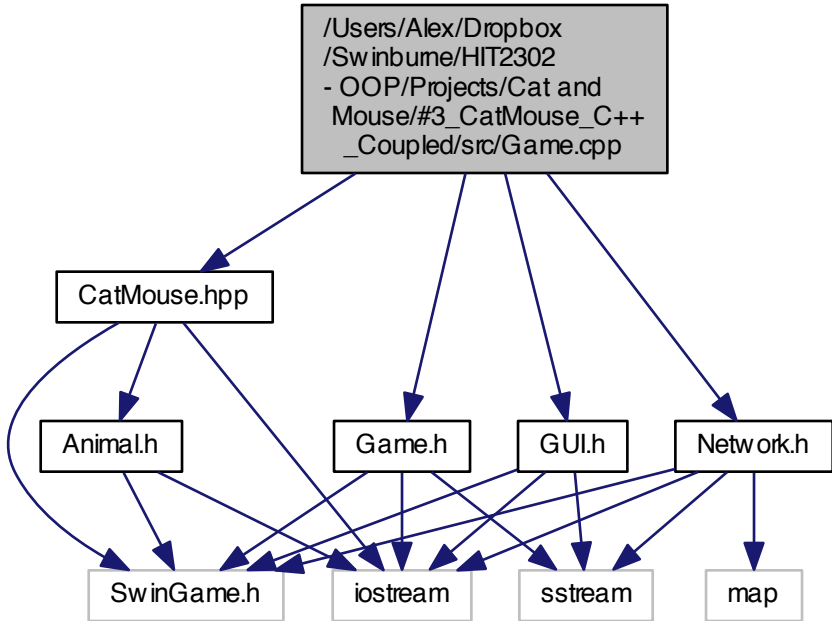 /Users/Alex/Dropbox
/Swinburne/HIT2302
- OOP/Projects/Cat and
Mouse/#3_CatMouse_C++
_Coupled/src/Game.cpp
CatMouse.hpp
Animal.h
Game.h
GUI.h
Network.h
SwinGame.h
iostream
sstream
map